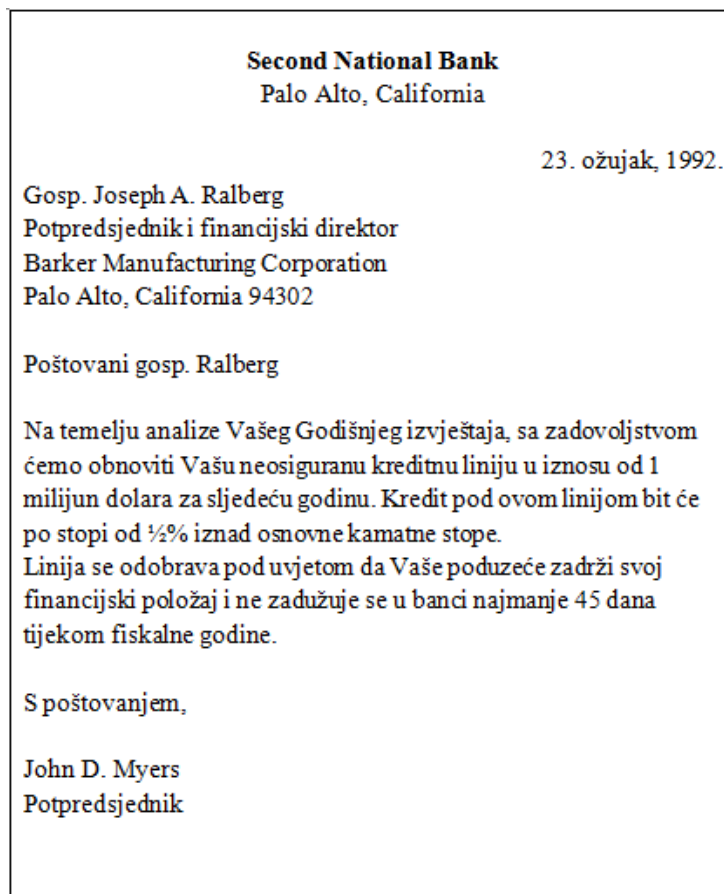 Second National Bank
Palo Alto, California
23. ožujak, 1992.
Gosp. Joseph A. Ralberg
Potpredsjednik i financijski direktor
Barker Manufacturing Corporation
Palo Alto, California 94302
Poštovani gosp. Ralberg
Na temelju analize Vašeg Godišnjeg izvještaja, sa zadovoljstvom
ćemo obnoviti Vašu neosiguranu kreditnu liniju u iznosu od 1
milijun dolara za sljedeću godinu. Kredit pod ovom linijom bit će
po stopi od ½% iznad osnovne kamatne stope.
Linija se odobrava pod uvjetom da Vaše poduzeće zadrži svoj
financijski položaj i ne zadužuje se u banci najmanje 45 dana
tijekom fiskalne godine.
S poštovanjem,
John D. Myers
Potpredsjednik